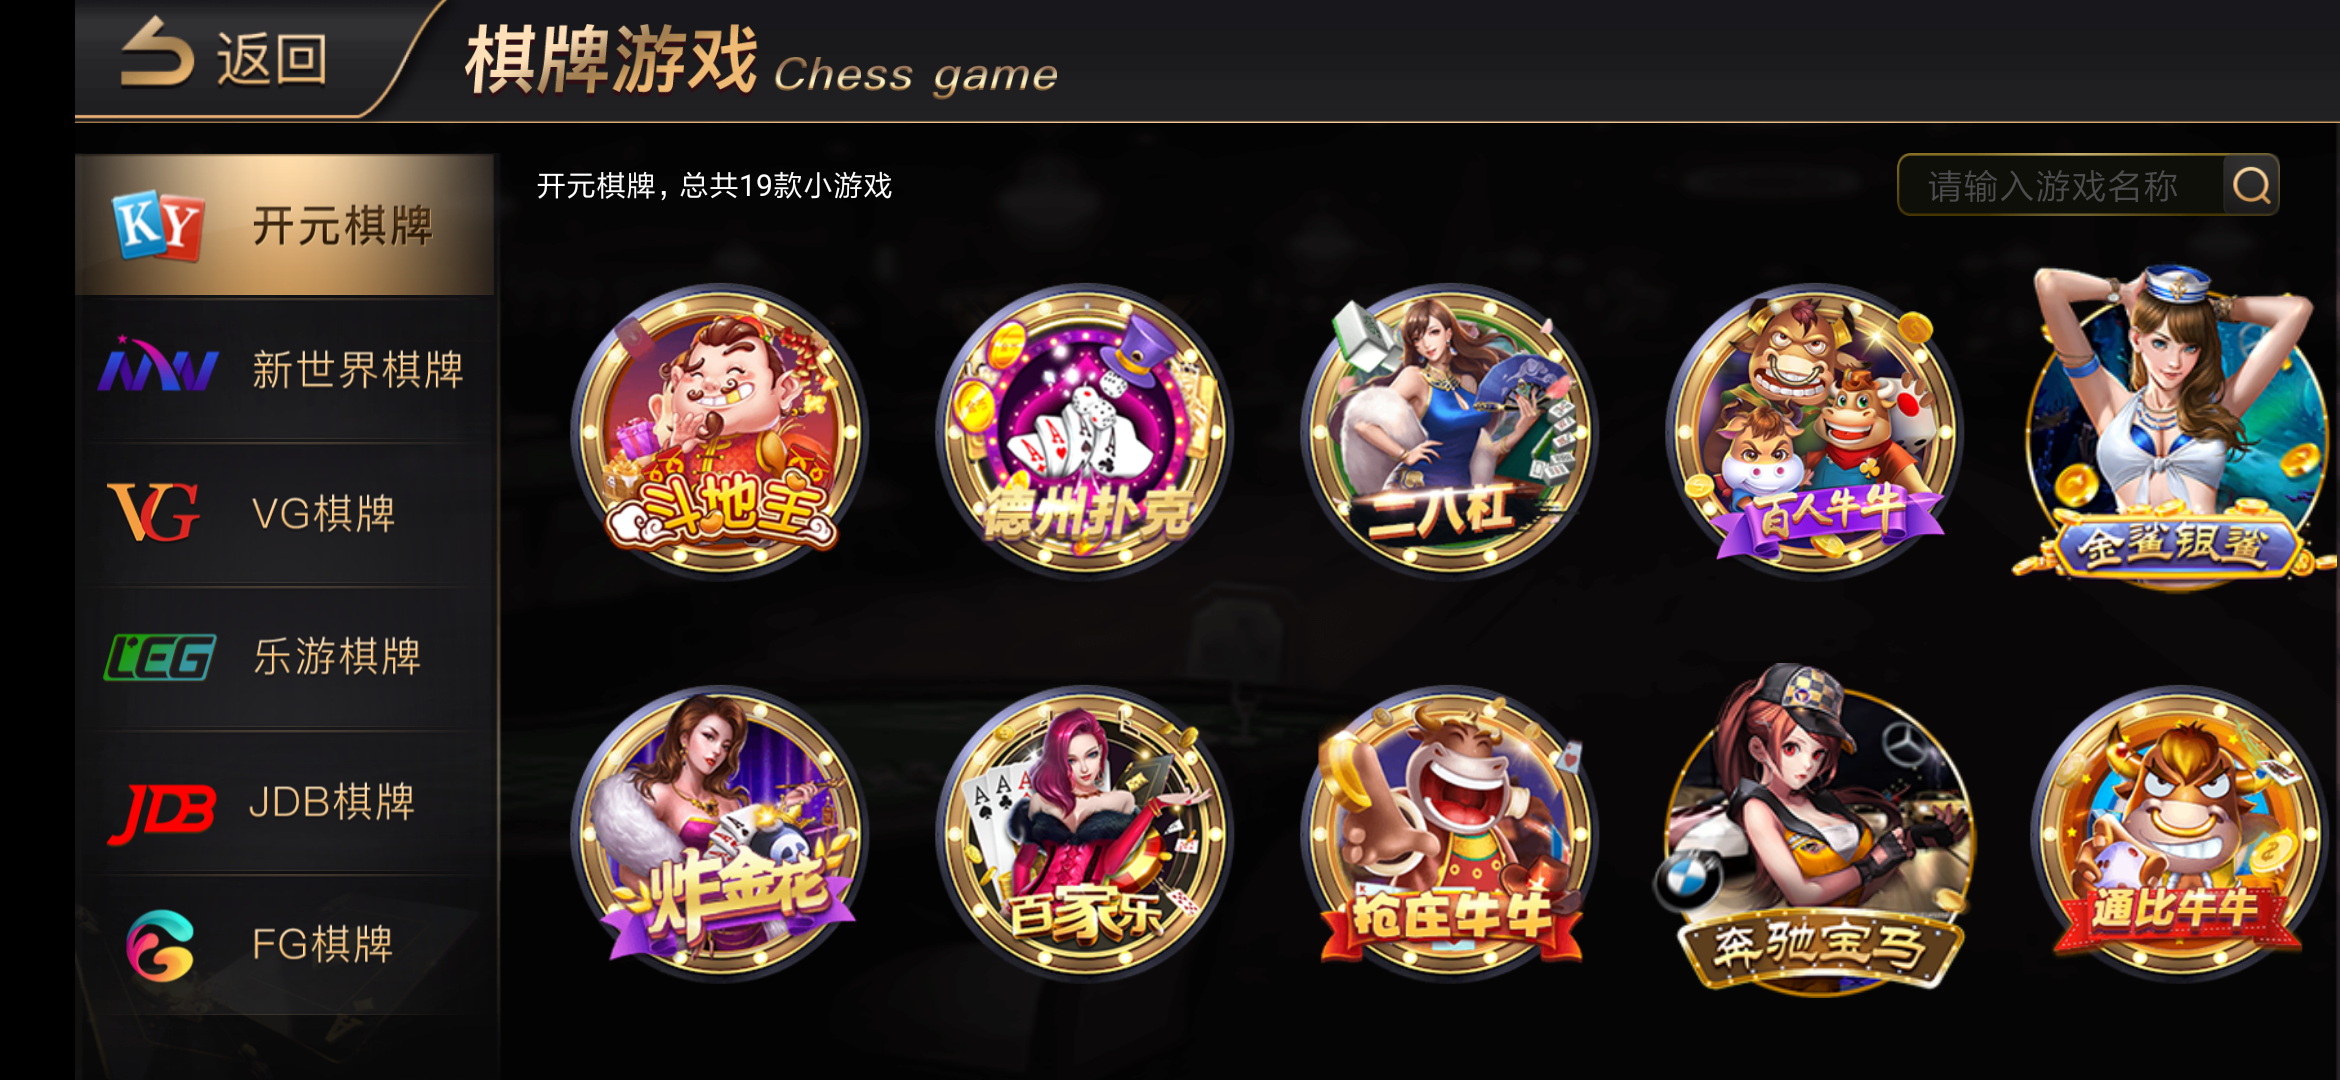 返回
棋牌游戏 Chess game
KY 开元棋牌
新世界棋牌
VG VG棋牌
LEG 乐游棋牌
JDB JDB棋牌
FG棋牌
开元棋牌，总共19款小游戏
请输入游戏名称
斗地主
德州扑克
二八杠
百人牛牛
金鲨银鲨
炸金花
百家乐
抢庄牛牛
奔驰宝马
通比牛牛